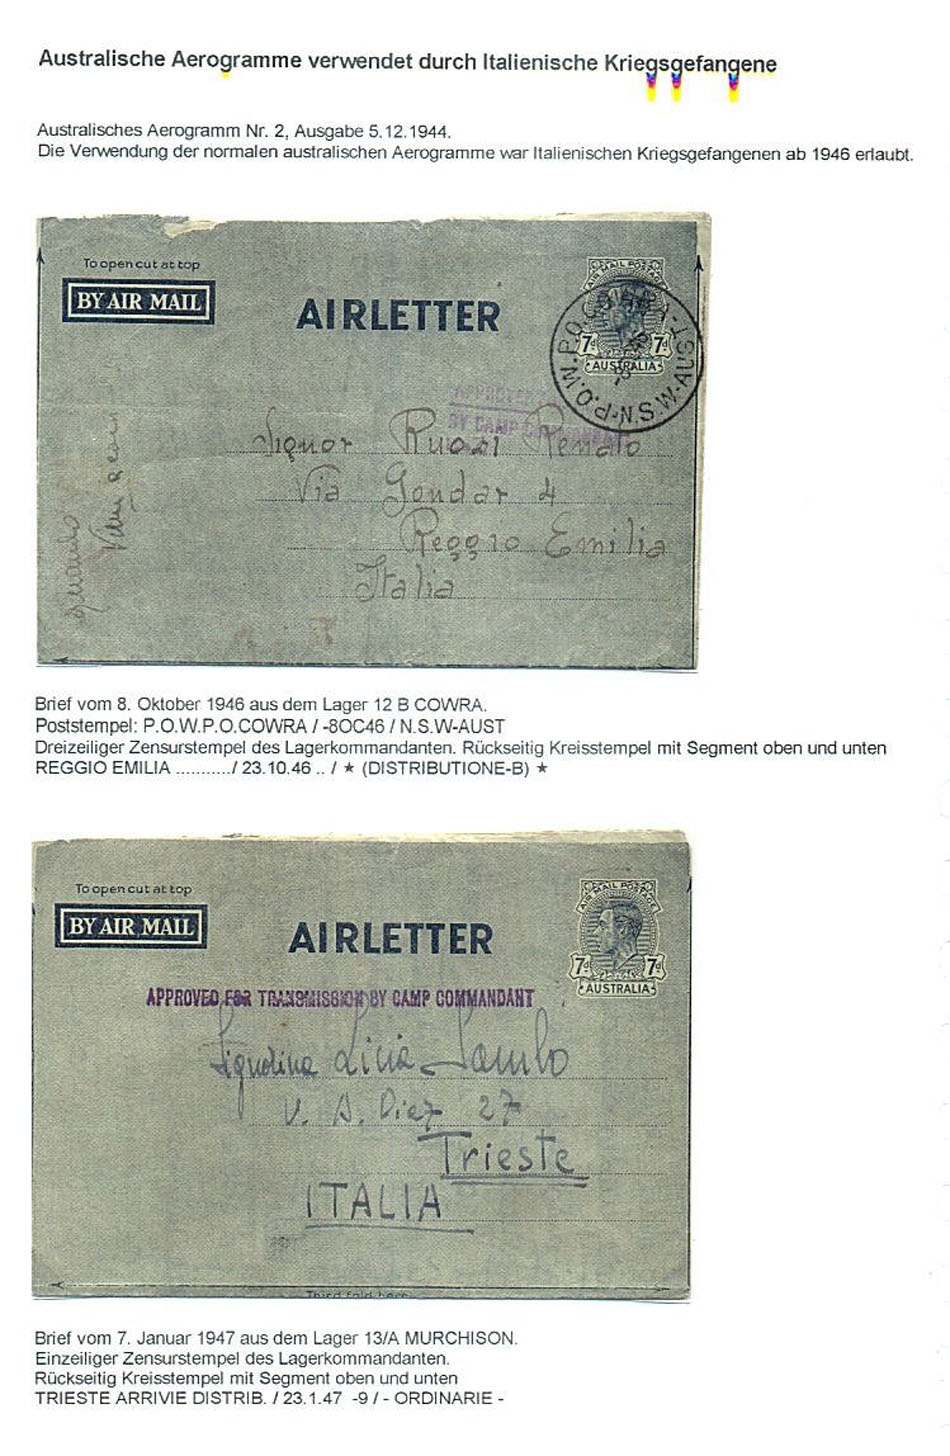 Australische Aerogramme verwendet durch Italienische Kriegsgefangene
Australisches Aerogramm Nr. 2, Ausgabe 5.12.1944.
Die Verwendung der normalen australischen Aerogramme war Italienischen Kriegsgefangenen ab 1946 erlaubt.
To open cut at top
BY AIR MAIL
AIRLETTER
AIR MAIL POSTAGE
7d 7d
AUSTRALIA
P.O.W.P.O. COWRA
N.S.W-AUST
APPROVED
BY CAMP COMMANDANT
Signor Ruozi Renato
Via Gondar 4
Reggio Emilia
Italia
Brief vom 8. Oktober 1946 aus dem Lager 12 B COWRA.
Poststempel: P.O.W.P.O.COWRA / -8OC46 / N.S.W-AUST
Dreizeiliger Zensurstempel des Lagerkommandanten. Rückseitig Kreisstempel mit Segment oben und unten
REGGIO EMILIA ........../ 23.10.46 .. / ★ (DISTRIBUTIONE-B) ★
To open cut at top
BY AIR MAIL
AIRLETTER
AIR MAIL POSTAGE
7d 7d
AUSTRALIA
APPROVED FOR TRANSMISSION BY CAMP COMMANDANT
Signorina Licia
V. A. Diaz 27
Trieste
ITALIA
Third fold here
Brief vom 7. Januar 1947 aus dem Lager 13/A MURCHISON.
Einzeiliger Zensurstempel des Lagerkommandanten.
Rückseitig Kreisstempel mit Segment oben und unten
TRIESTE ARRIVIE DISTRIB. / 23.1.47 -9 / - ORDINARIE -